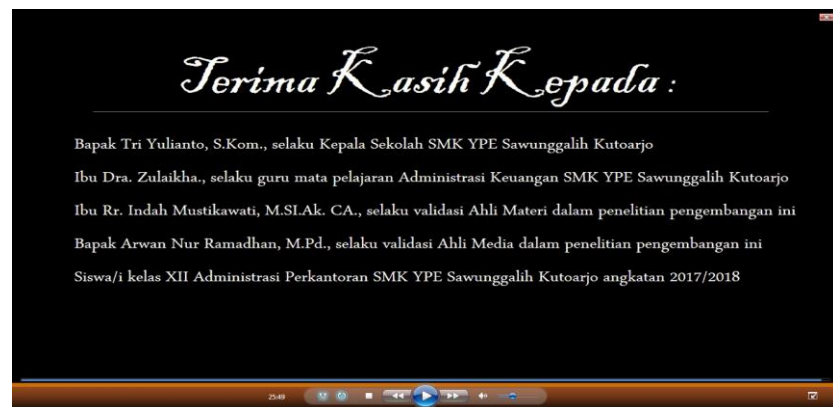 Terima Kasih Kepada :
Bapak Tri Yulianto, S.Kom., selaku Kepala Sekolah SMK YPE Sawunggalih Kutoarjo
Ibu Dra. Zulaikha., selaku guru mata pelajaran Administrasi Keuangan SMK YPE Sawunggalih Kutoarjo
Ibu Rr. Indah Mustikawati, M.SI.Ak. CA., selaku validasi Ahli Materi dalam penelitian pengembangan ini
Bapak Arwan Nur Ramadhan, M.Pd., selaku validasi Ahli Media dalam penelitian pengembangan ini
Siswa/i kelas XII Administrasi Perkantoran SMK YPE Sawunggalih Kutoarjo angkatan 2017/2018
25:49